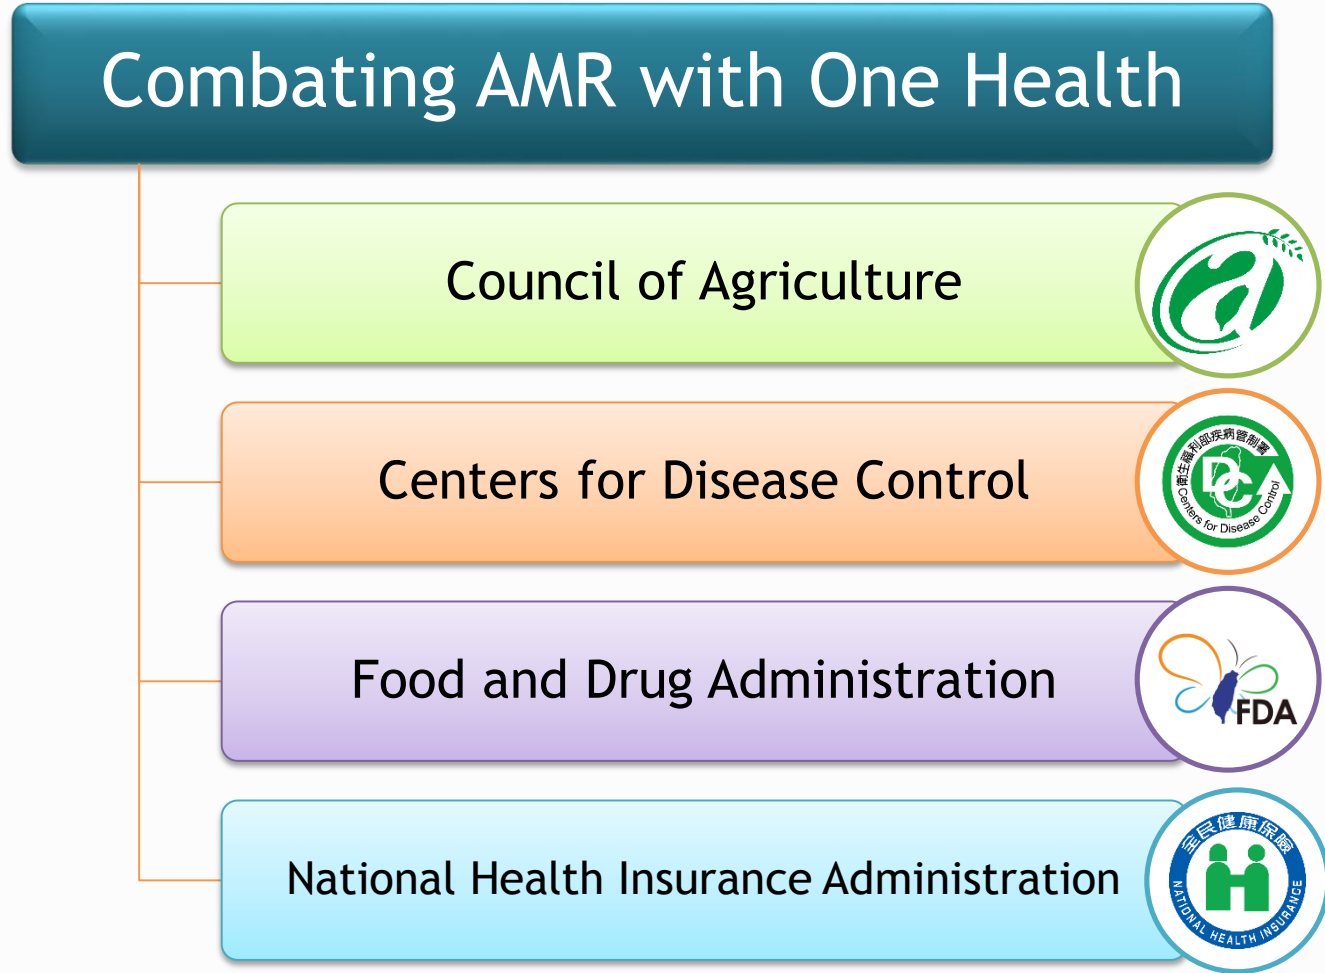 Combating AMR with One Health
Council of Agriculture
Centers for Disease Control
衛生福利部疾病管制署
DC
Centers for Disease Control
Food and Drug Administration
FDA
National Health Insurance Administration
全民健康保險
NATIONAL HEALTH INSURANCE